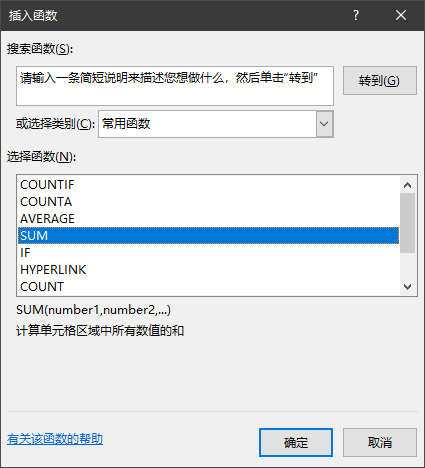 插入函数
搜索函数(S):
请输入一条简短说明来描述您想做什么，然后单击“转到”
转到(G)
或选择类别(C): 常用函数
选择函数(N):
COUNTIF
COUNTA
AVERAGE
SUM
IF
HYPERLINK
COUNT
SUM(number1,number2,...)
计算单元格区域中所有数值的和
有关该函数的帮助
确定
取消